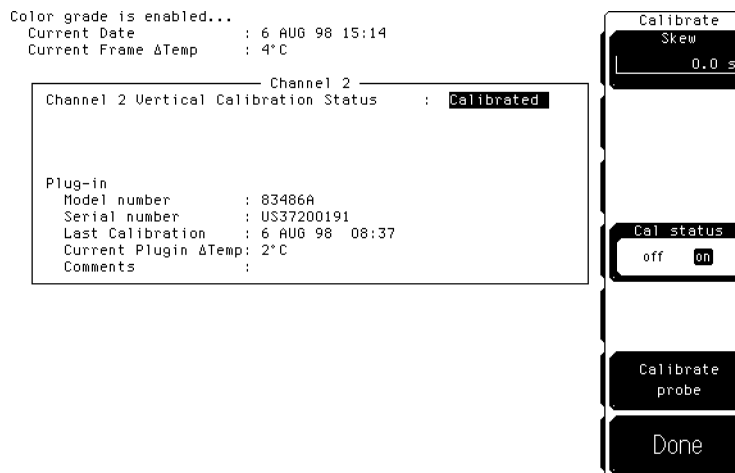 Color grade is enabled...
Current Date : 6 AUG 98 15:14
Current Frame ΔTemp : 4°C
Channel 2
Channel 2 Vertical Calibration Status : Calibrated
Plug-in
Model number : 83486A
Serial number : US37200191
Last Calibration : 6 AUG 98 08:37
Current Plugin ΔTemp: 2°C
Comments :
Calibrate
Skew
0.0 s
Cal status
off on
Calibrate
probe
Done